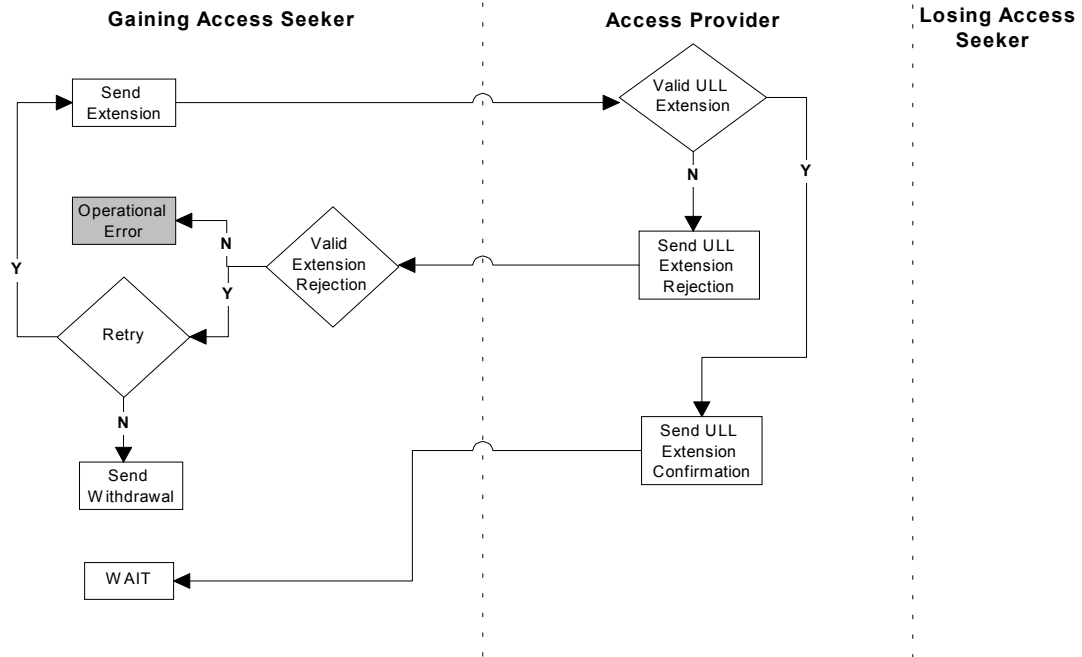 Gaining Access Seeker
Access Provider
Losing Access
Seeker
Send
Extension
Valid ULL
Extension
N
Y
Operational
Error
N
Valid
Extension
Rejection
Send ULL
Extension
Rejection
Y
Y
Retry
N
Send
Withdrawal
Send ULL
Extension
Confirmation
WAIT